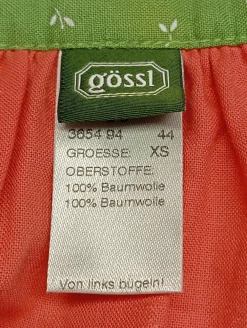 gössl
3654 94 44
GROESSE: XS
OBERSTOFFE:
100% Baumwolle
100% Baumwolle
Von links bügeln!